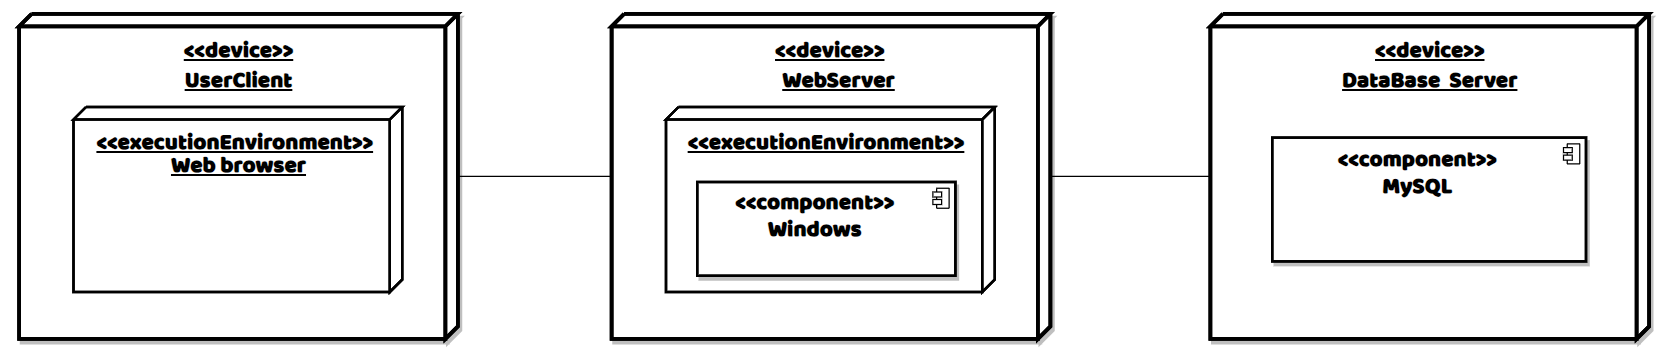 <<device>>
UserClient
<<executionEnvironment>>
Web browser
<<device>>
WebServer
<<executionEnvironment>>
<<component>>
Windows
<<device>>
DataBase Server
<<component>>
MySQL